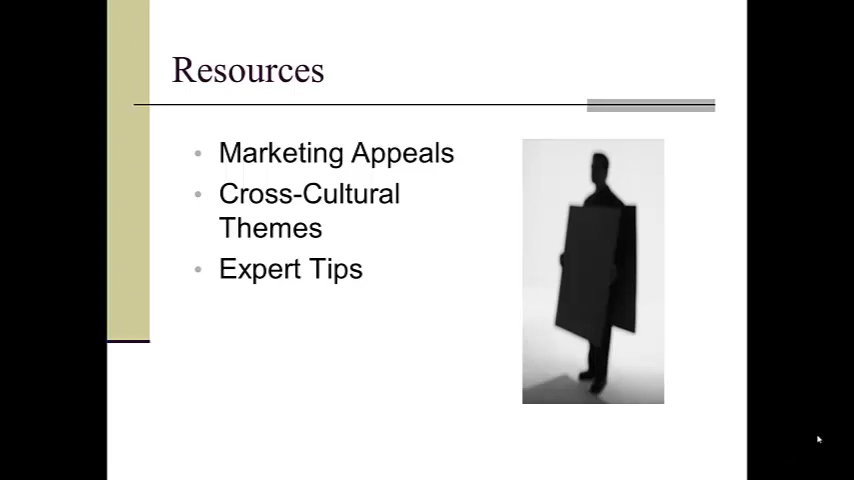 Resources
Marketing Appeals
Cross-Cultural
Themes
Expert Tips